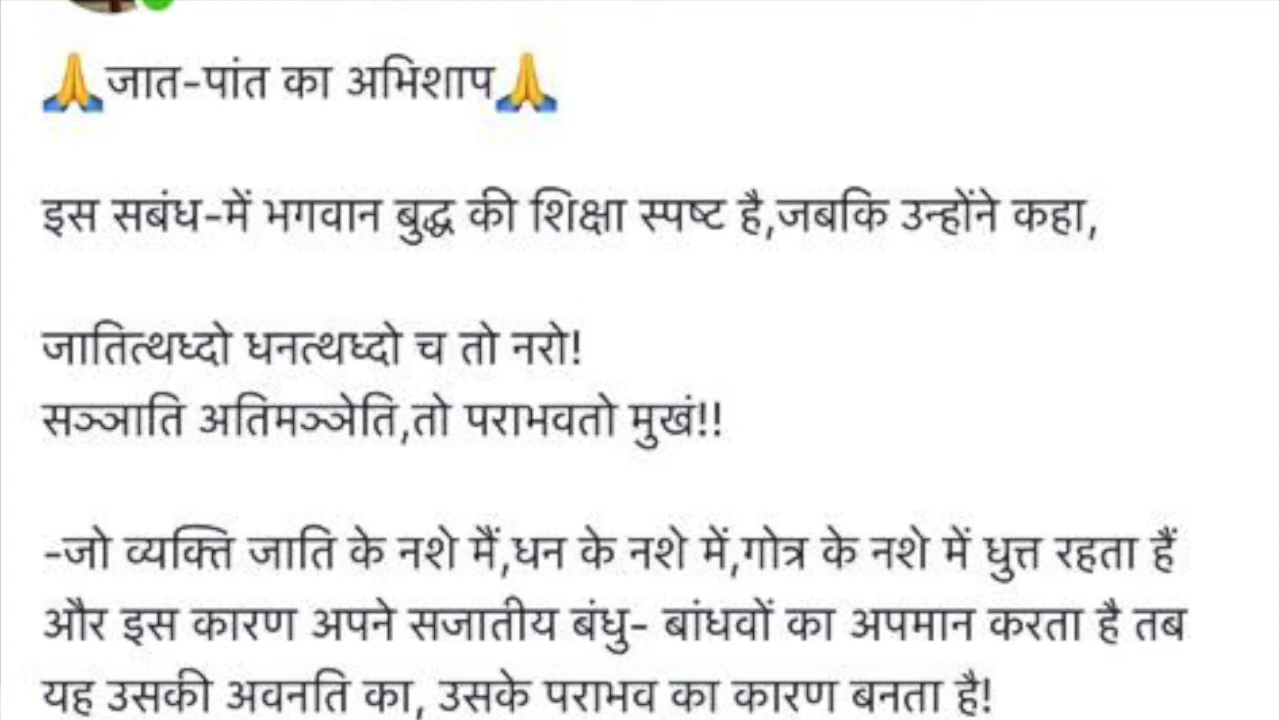 🙏जात-पांत का अभिशाप🙏
इस सबंध-में भगवान बुद्ध की शिक्षा स्पष्ट है,जबकि उन्होंने कहा,
जातित्थध्दो धनत्थध्दो च तो नरो!
सञ्ञाति अतिमञ्ञेति,तो पराभवतो मुखं!!
-जो व्यक्ति जाति के नशे मैं,धन के नशे में,गोत्र के नशे में धुत्त रहता हैं
और इस कारण अपने सजातीय बंधु- बांधवों का अपमान करता है तब
यह उसकी अवनति का, उसके पराभव का कारण बनता है!